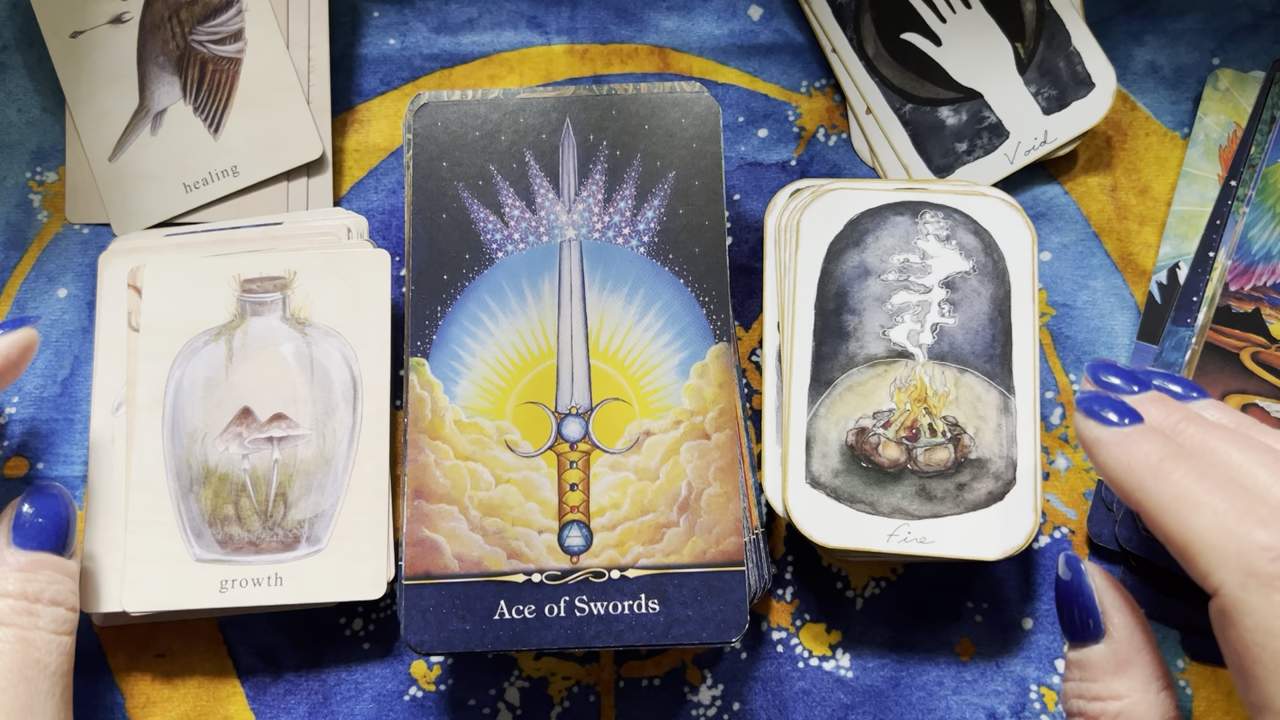 healing
Void
growth
Ace of Swords
fire